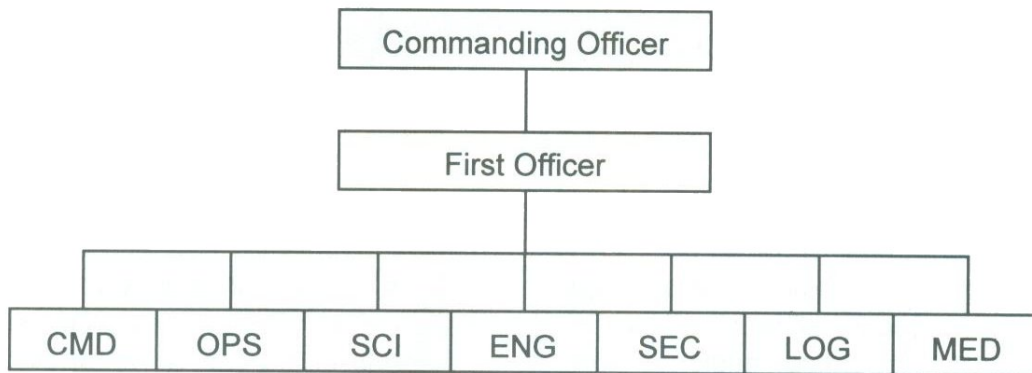 Commanding Officer
First Officer
CMD OPS SCI ENG SEC LOG MED